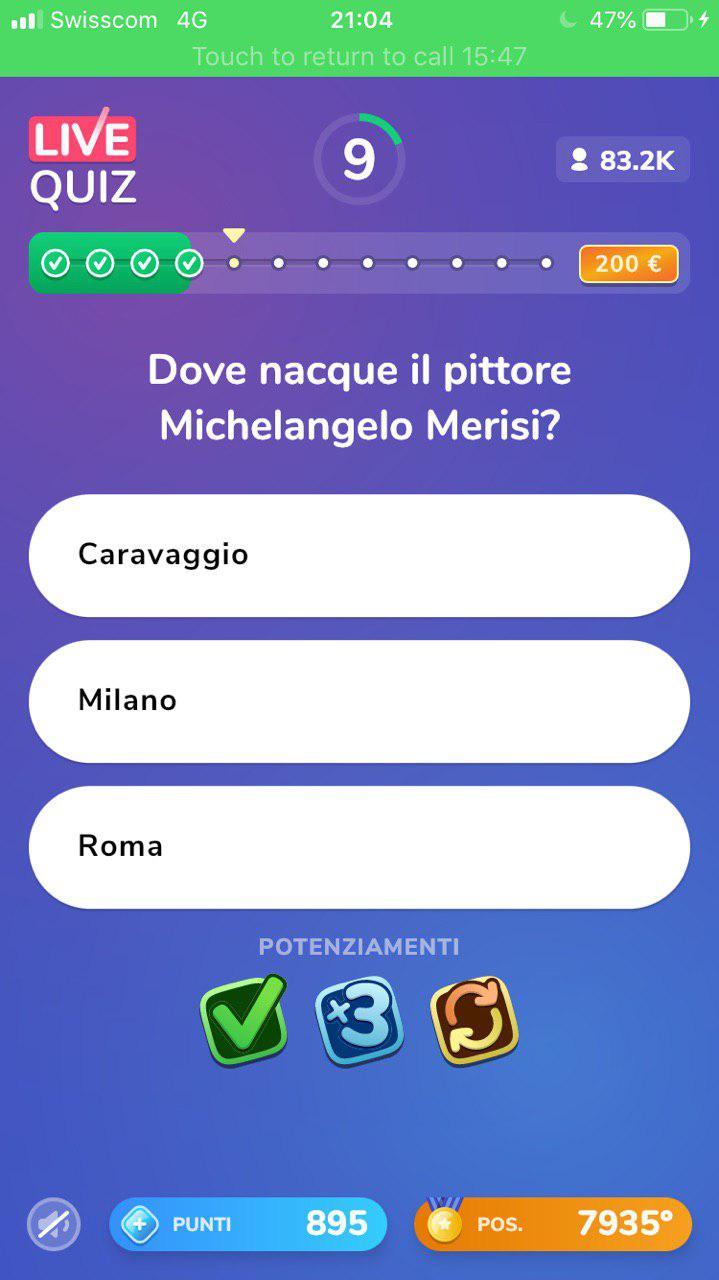 Swisscom 4G 21:04 47%
Touch to return to call 15:47
LIVE
QUIZ
9
83.2K
200 €
Dove nacque il pittore
Michelangelo Merisi?
Caravaggio
Milano
Roma
POTENZIAMENTI
×3
PUNTI 895
POS. 7935°